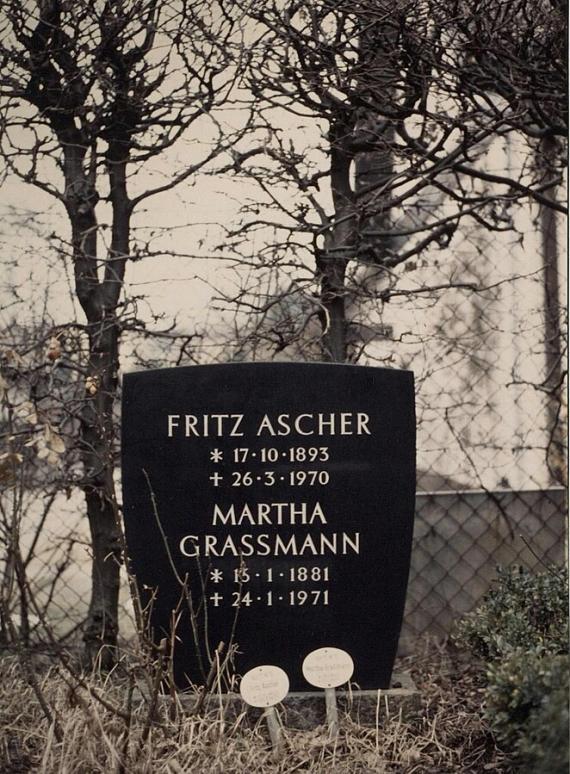 FRITZ ASCHER
* 17·10·1893
† 26·3·1970
MARTHA
GRASSMANN
* 15·1·1881
† 24·1·1971